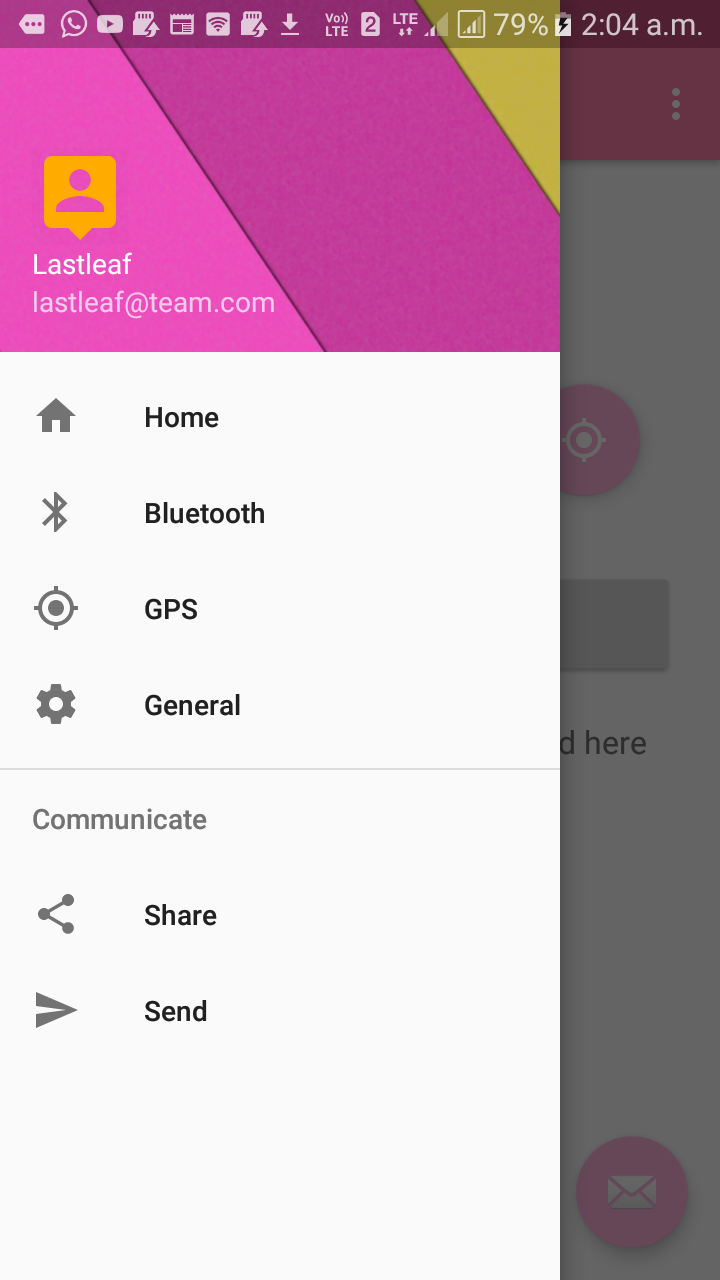 Vo)) LTE 2 LTE 79% 2:04 a.m.
Lastleaf
lastleaf@team.com
Home
Bluetooth
GPS
General
d here
Communicate
Share
Send